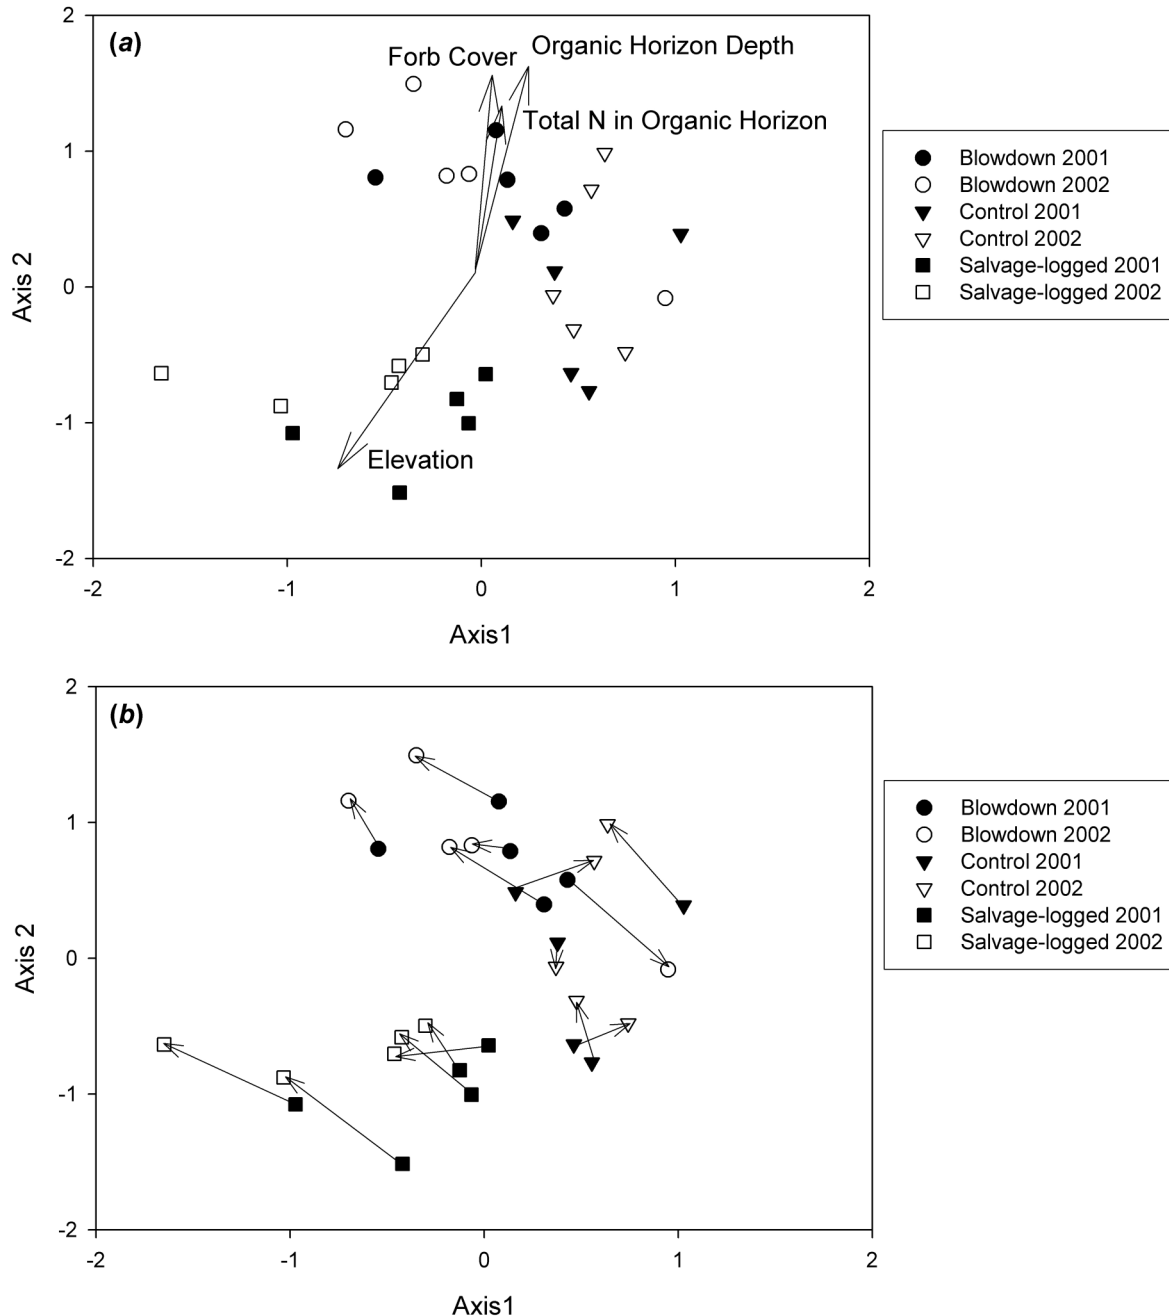 (a)
Forb Cover
Organic Horizon Depth
Total N in Organic Horizon
Elevation
2
1
0
-1
-2
Axis 2
-2
-1
0
1
2
Axis1
Blowdown 2001
Blowdown 2002
Control 2001
Control 2002
Salvage-logged 2001
Salvage-logged 2002
(b)
2
1
0
-1
-2
Axis 2
-2
-1
0
1
2
Axis1
Blowdown 2001
Blowdown 2002
Control 2001
Control 2002
Salvage-logged 2001
Salvage-logged 2002